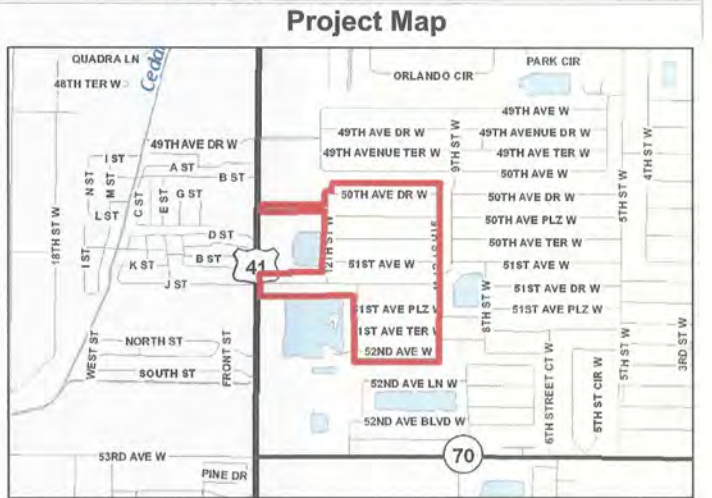 Project Map
QUADRA LN
48TH TER W
Cedar
PARK CIR
ORLANDO CIR
49TH AVE W
49TH AVE DR W
49TH AVE DR W
49TH AVENUE DR W
49TH AVENUE TER W
49TH AVE TER W
9TH ST W
4TH ST W
I ST
A ST
B ST
N ST
M ST
G ST
C ST
E ST
L ST
50TH AVE W
50TH AVE DR W
50TH AVE DR W
5TH ST W
50TH AVE PLZ W
50TH AVE TER W
18TH ST W
D ST
12TH ST W
I ST
B ST
K ST
J ST
41
51ST AVE W
51ST AVE W
51ST AVE DR W
51ST AVE PLZ W
51ST AVE PLZ W
8TH ST W
1ST AVE TER W
52ND AVE W
NORTH ST
SOUTH ST
WEST ST
FRONT ST
52ND AVE LN W
52ND AVE BLVD W
6TH STREET CT W
5TH ST CIR W
5TH ST W
3RD ST W
53RD AVE W
70
PINE DR